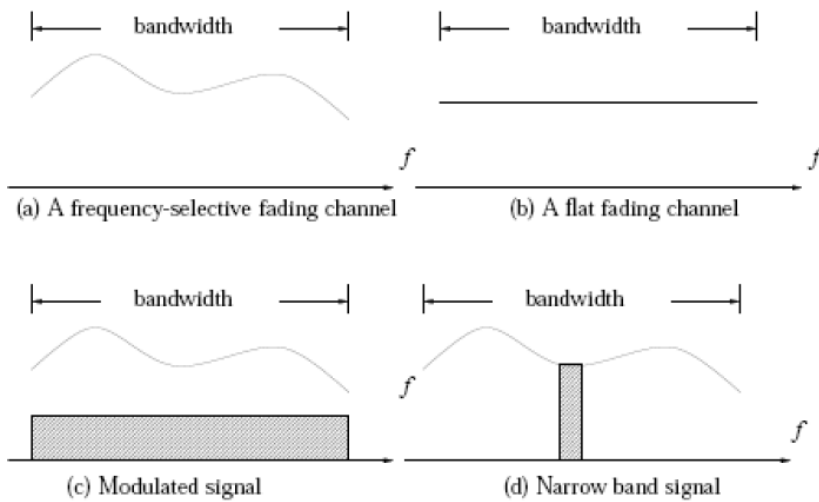 bandwidth
bandwidth
f
f
(a) A frequency-selective fading channel
(b) A flat fading channel
bandwidth
bandwidth
f
f
(c) Modulated signal
(d) Narrow band signal